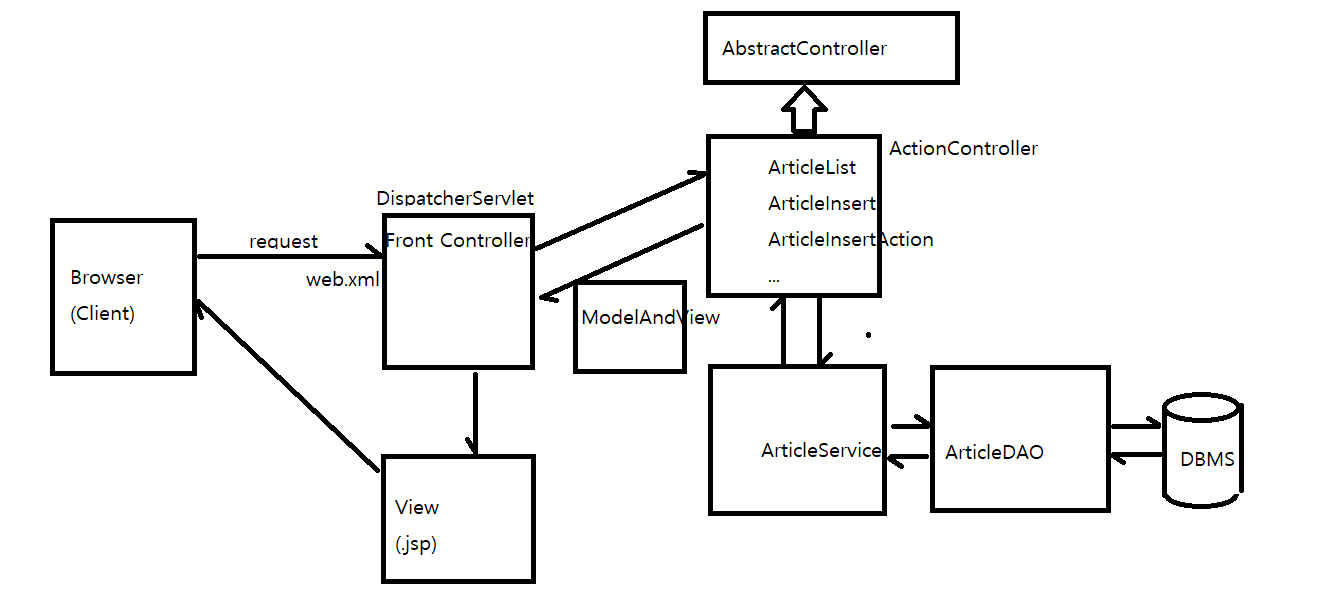 AbstractController
ActionController
ArticleList
ArticleInsert
ArticleInsertAction
...
DispatcherServlet
Front Controller
request
web.xml
Browser
(Client)
ModelAndView
ArticleService
ArticleDAO
DBMS
View
(.jsp)